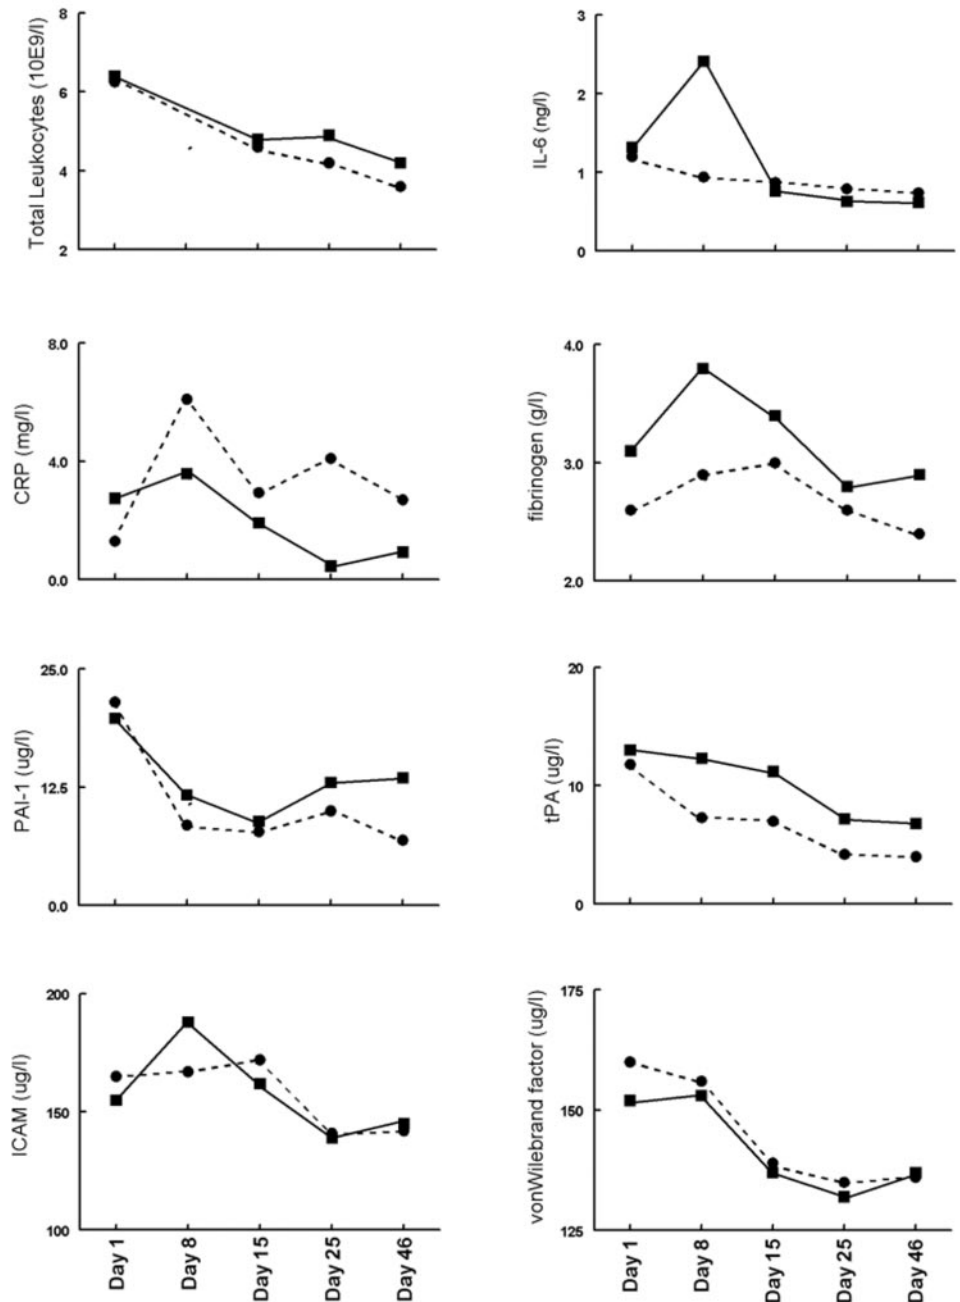 Total Leukocytes (10E9/l)
8
6
4
2
IL-6 (ng/l)
3
2
1
0
CRP (mg/l)
8.0
4.0
0.0
fibrinogen (g/l)
4.0
3.0
2.0
PAI-1 (ug/l)
25.0
12.5
0.0
tPA (ug/l)
20
10
0
ICAM (ug/l)
200
150
100
Day 1
Day 8
Day 15
Day 25
Day 46
vonWilebrand factor (ug/l)
175
150
125
Day 1
Day 8
Day 15
Day 25
Day 46